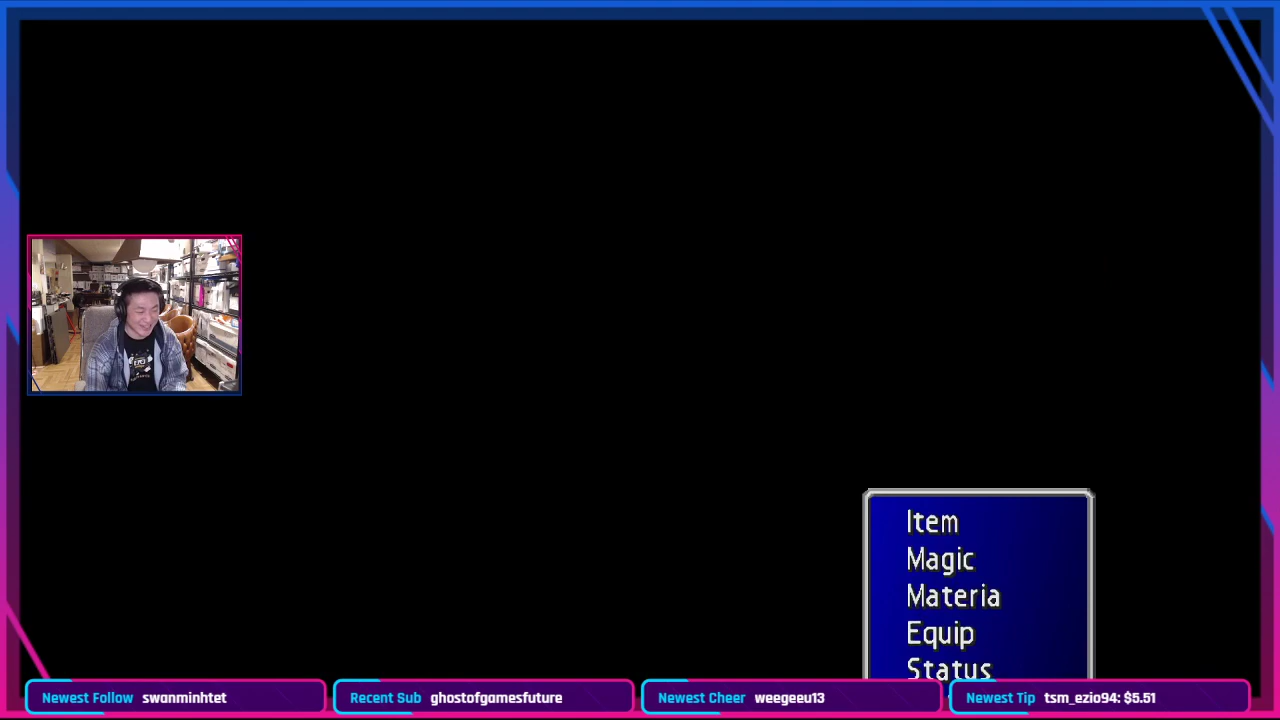 Item
Magic
Materia
Equip
Status
Newest Follow swanminhtet
Recent Sub ghostofgamesfuture
Newest Cheer weegeeu13
Newest Tip tsm_ezio94: $5.51